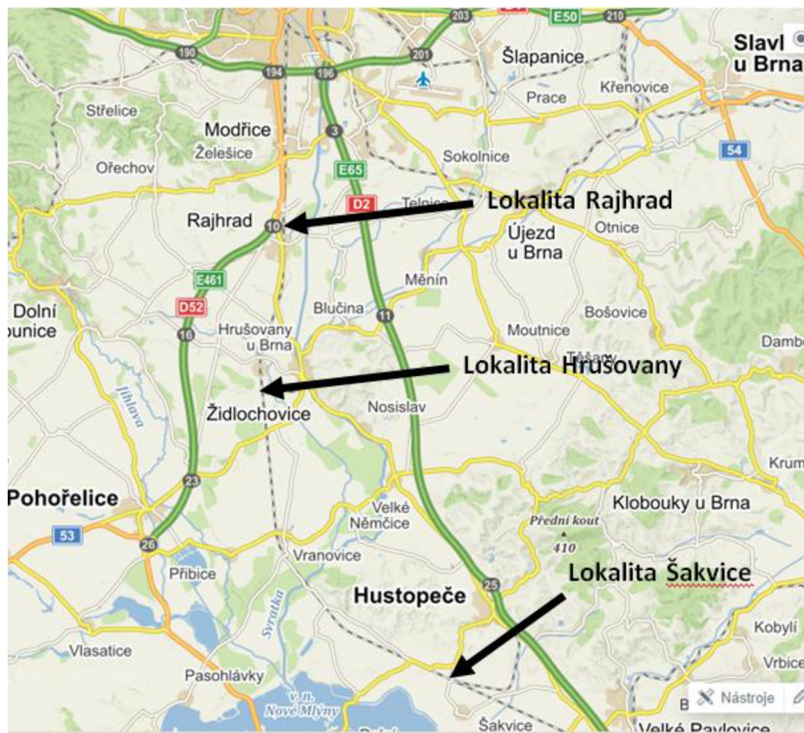 203
E50
210
190
194
196
201
Šlapanice
Slavl
u Brna
Střelice
Prace
Křenovice
Modřice
3
Želešice
54
Ořechov
Sokolnice
E65
D2
Telnice
Lokalita Rajhrad
Rajhrad
10
Otnice
Újezd
u Brna
E461
Měnín
Dolní
ounice
D52
Blučina
11
Bošovice
16
Hrušovany
u Brna
Moutnice
Damb
Těšany
Lokalita Hrušovany
Jihlava
Židlochovice
Nosislav
Krum
23
Pohořelice
Klobouky u Brna
Velké
Němčice
53
26
Přední kout
410
Vranovice
Přibice
Lokalita Šakvice
Hustopeče
25
Svratka
Kobylí
Vlasatice
Vrbice
Pasohlávky
v. n.
Nové Mlýny
Nástroje
Šakvice
Velké Pavlovice